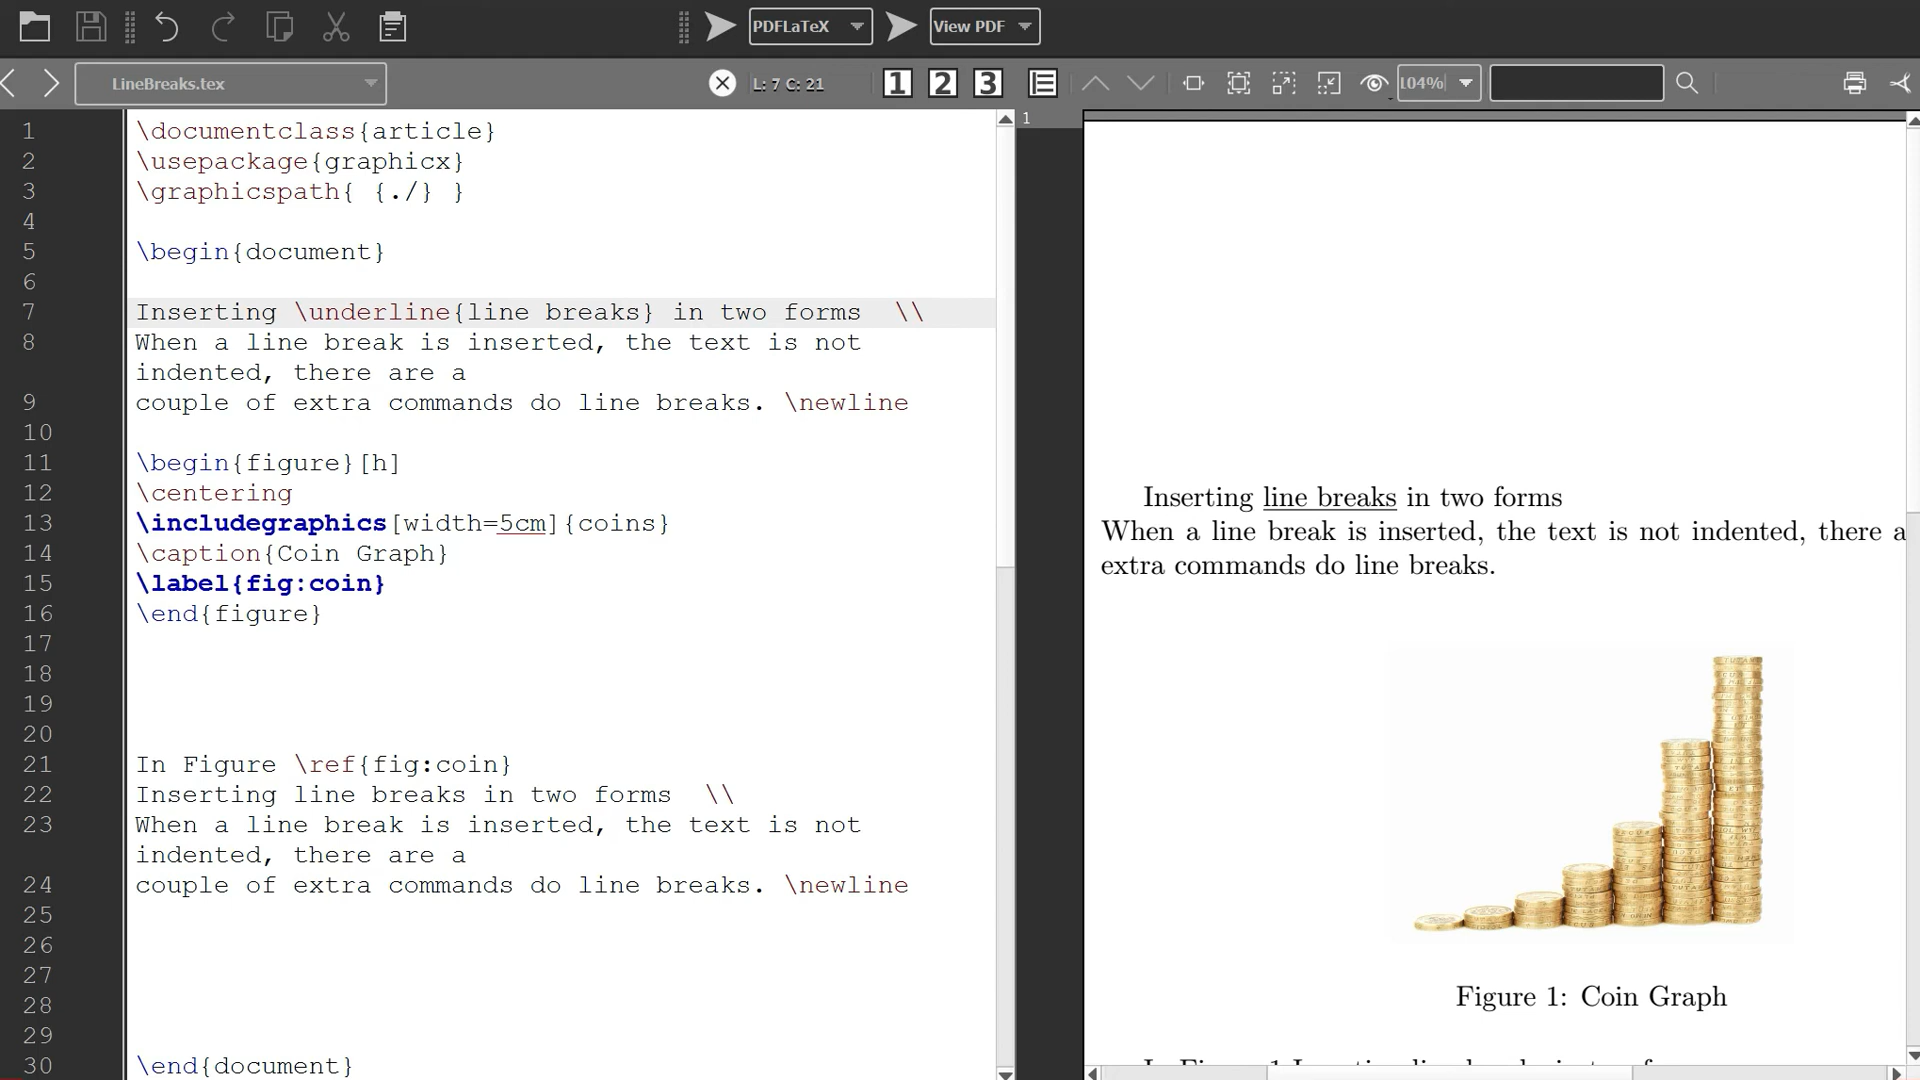 PDFLaTeX
View PDF
LineBreaks.tex
L: 7 C: 21
1 2 3
104%
1 \documentclass{article}
2 \usepackage{graphicx}
3 \graphicspath{ {./} }
4
5 \begin{document}
6
7 Inserting \underline{line breaks} in two forms \\
8 When a line break is inserted, the text is not
indented, there are a
9 couple of extra commands do line breaks. \newline
10
11 \begin{figure}[h]
12 \centering
13 \includegraphics[width=5cm]{coins}
14 \caption{Coin Graph}
15 \label{fig:coin}
16 \end{figure}
17
18
19
20
21 In Figure \ref{fig:coin}
22 Inserting line breaks in two forms \\
23 When a line break is inserted, the text is not
indented, there are a
24 couple of extra commands do line breaks. \newline
25
26
27
28
29
30 \end{document}
1
Inserting line breaks in two forms
When a line break is inserted, the text is not indented, there a
extra commands do line breaks.
Figure 1: Coin Graph